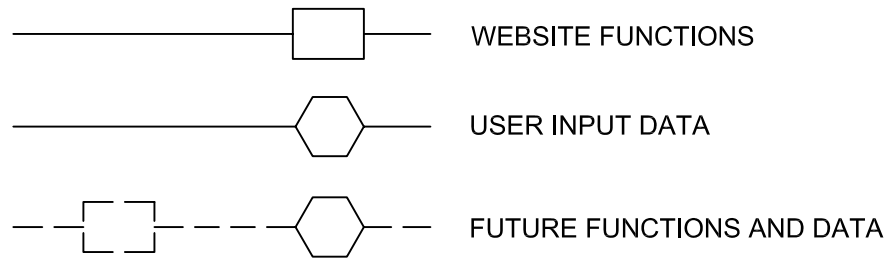 WEBSITE FUNCTIONS
USER INPUT DATA
FUTURE FUNCTIONS AND DATA